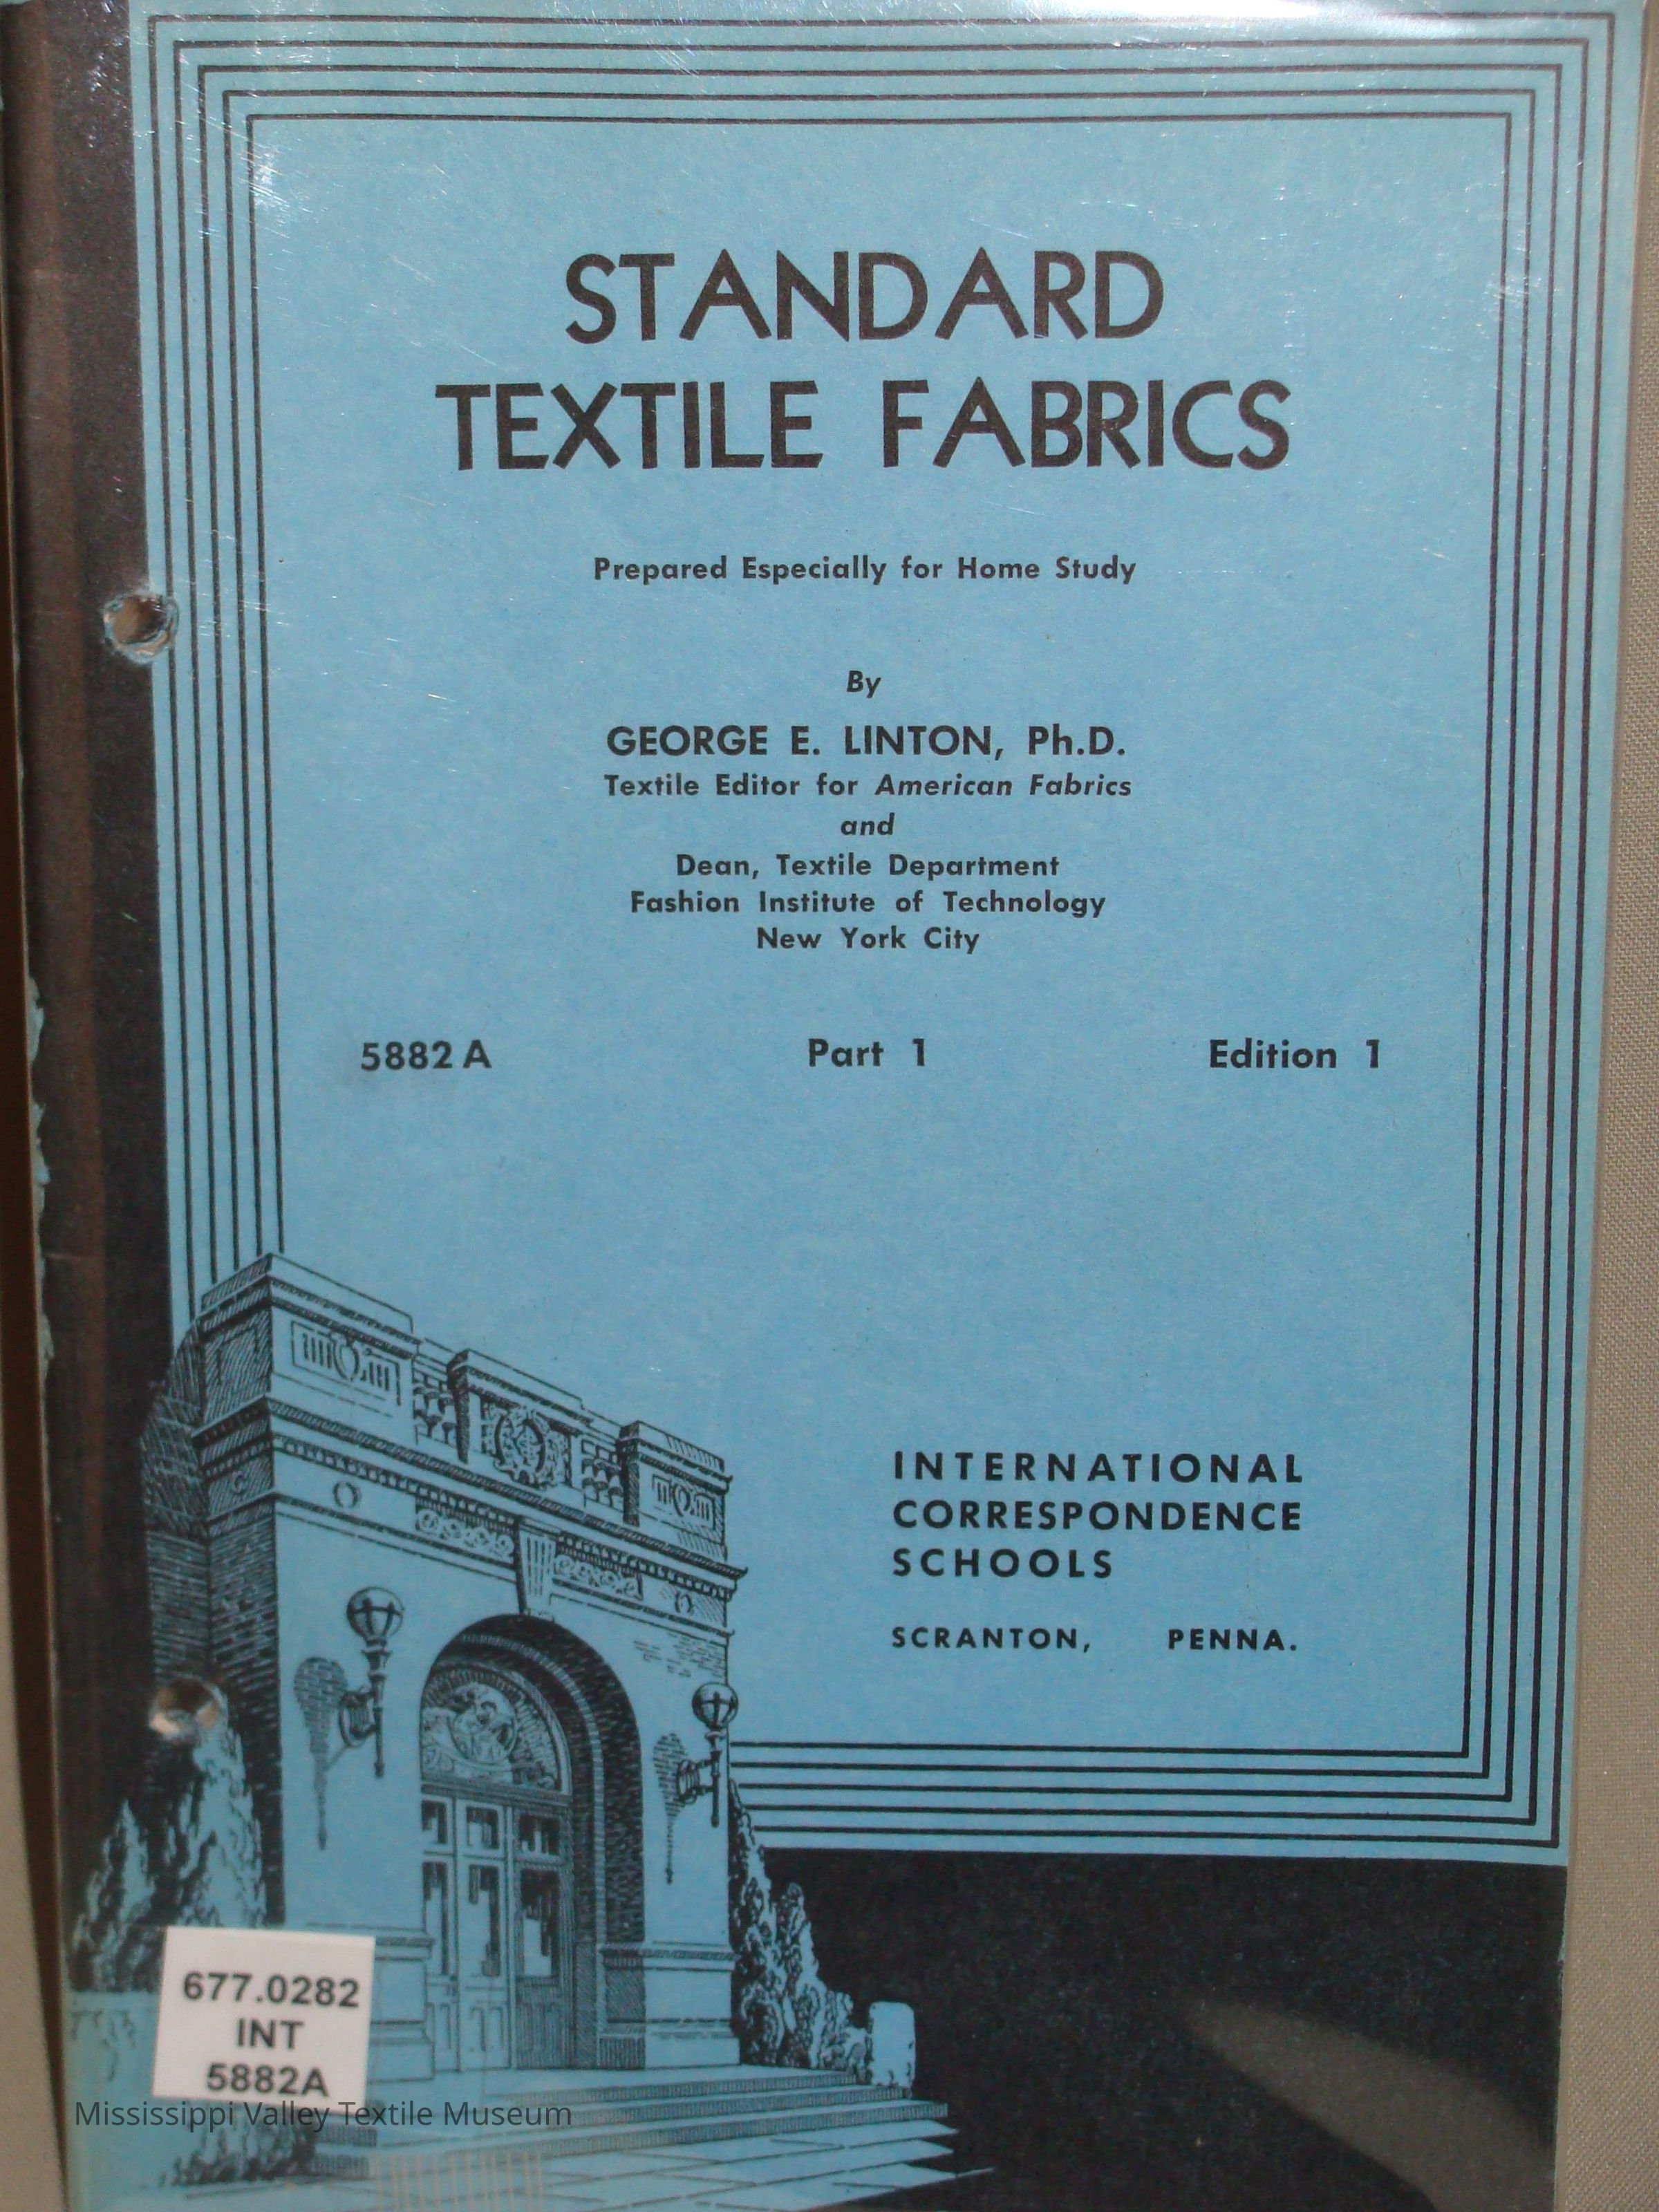 STANDARD
TEXTILE FABRICS
Prepared Especially for Home Study
By
GEORGE E. LINTON, Ph.D.
Textile Editor for American Fabrics
and
Dean, Textile Department
Fashion Institute of Technology
New York City
5882 A Part 1 Edition 1
INTERNATIONAL
CORRESPONDENCE
SCHOOLS
SCRANTON, PENNA.
677.0282
INT
5882A
Mississippi Valley Textile Museum